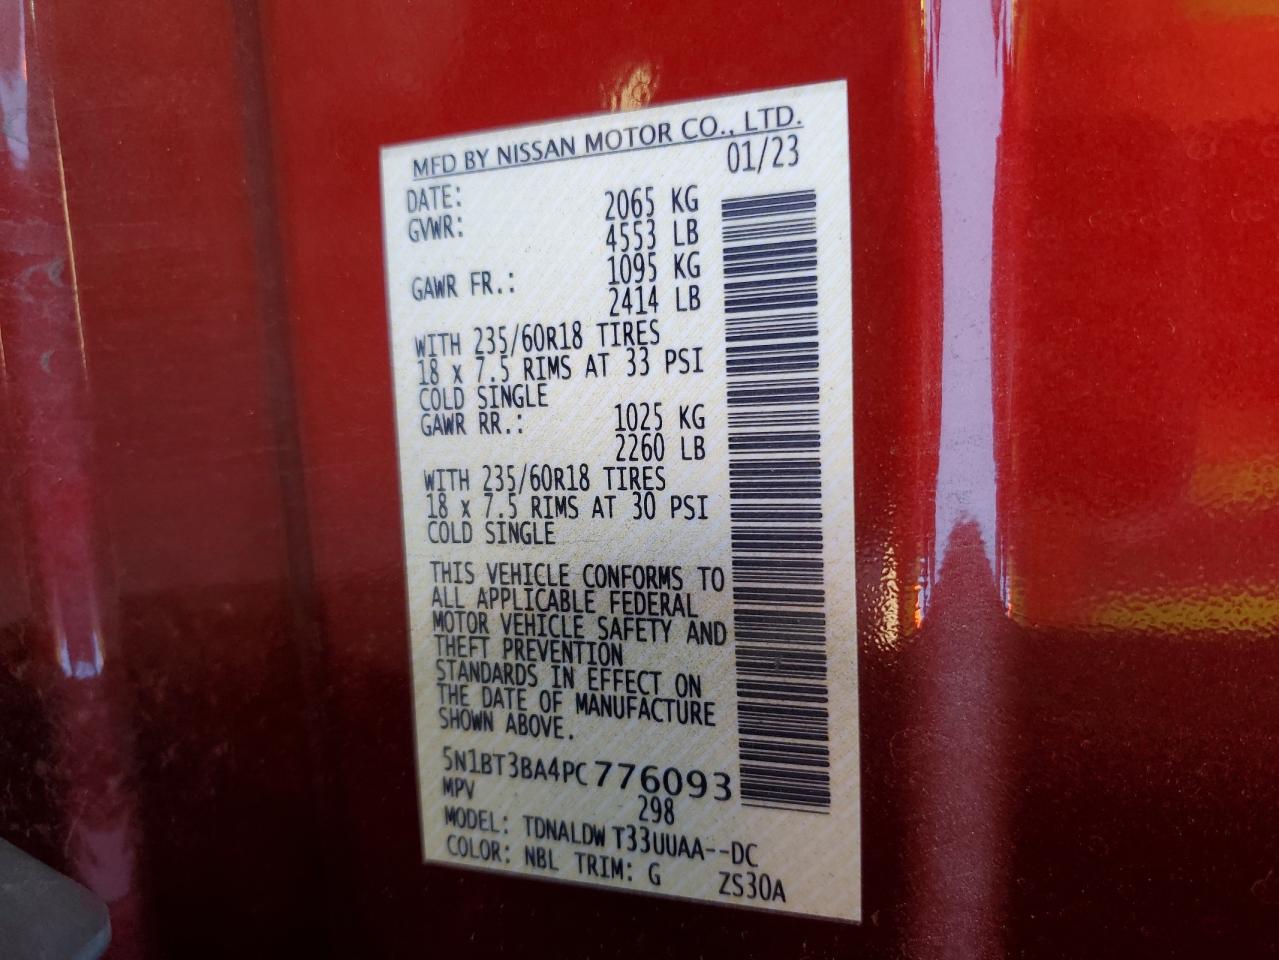 MFD BY NISSAN MOTOR CO., LTD.
DATE: 01/23
GVWR: 2065 KG
4553 LB
GAWR FR.: 1095 KG
2414 LB
WITH 235/60R18 TIRES
18 x 7.5 RIMS AT 33 PSI
COLD SINGLE
GAWR RR.: 1025 KG
2260 LB
WITH 235/60R18 TIRES
18 x 7.5 RIMS AT 30 PSI
COLD SINGLE
THIS VEHICLE CONFORMS TO
ALL APPLICABLE FEDERAL
MOTOR VEHICLE SAFETY AND
THEFT PREVENTION
STANDARDS IN EFFECT ON
THE DATE OF MANUFACTURE
SHOWN ABOVE.
5N1BT3BA4PC776093
MPV 298
MODEL: TDNALDW T33UUAA--DC
COLOR: NBL TRIM: G ZS30A